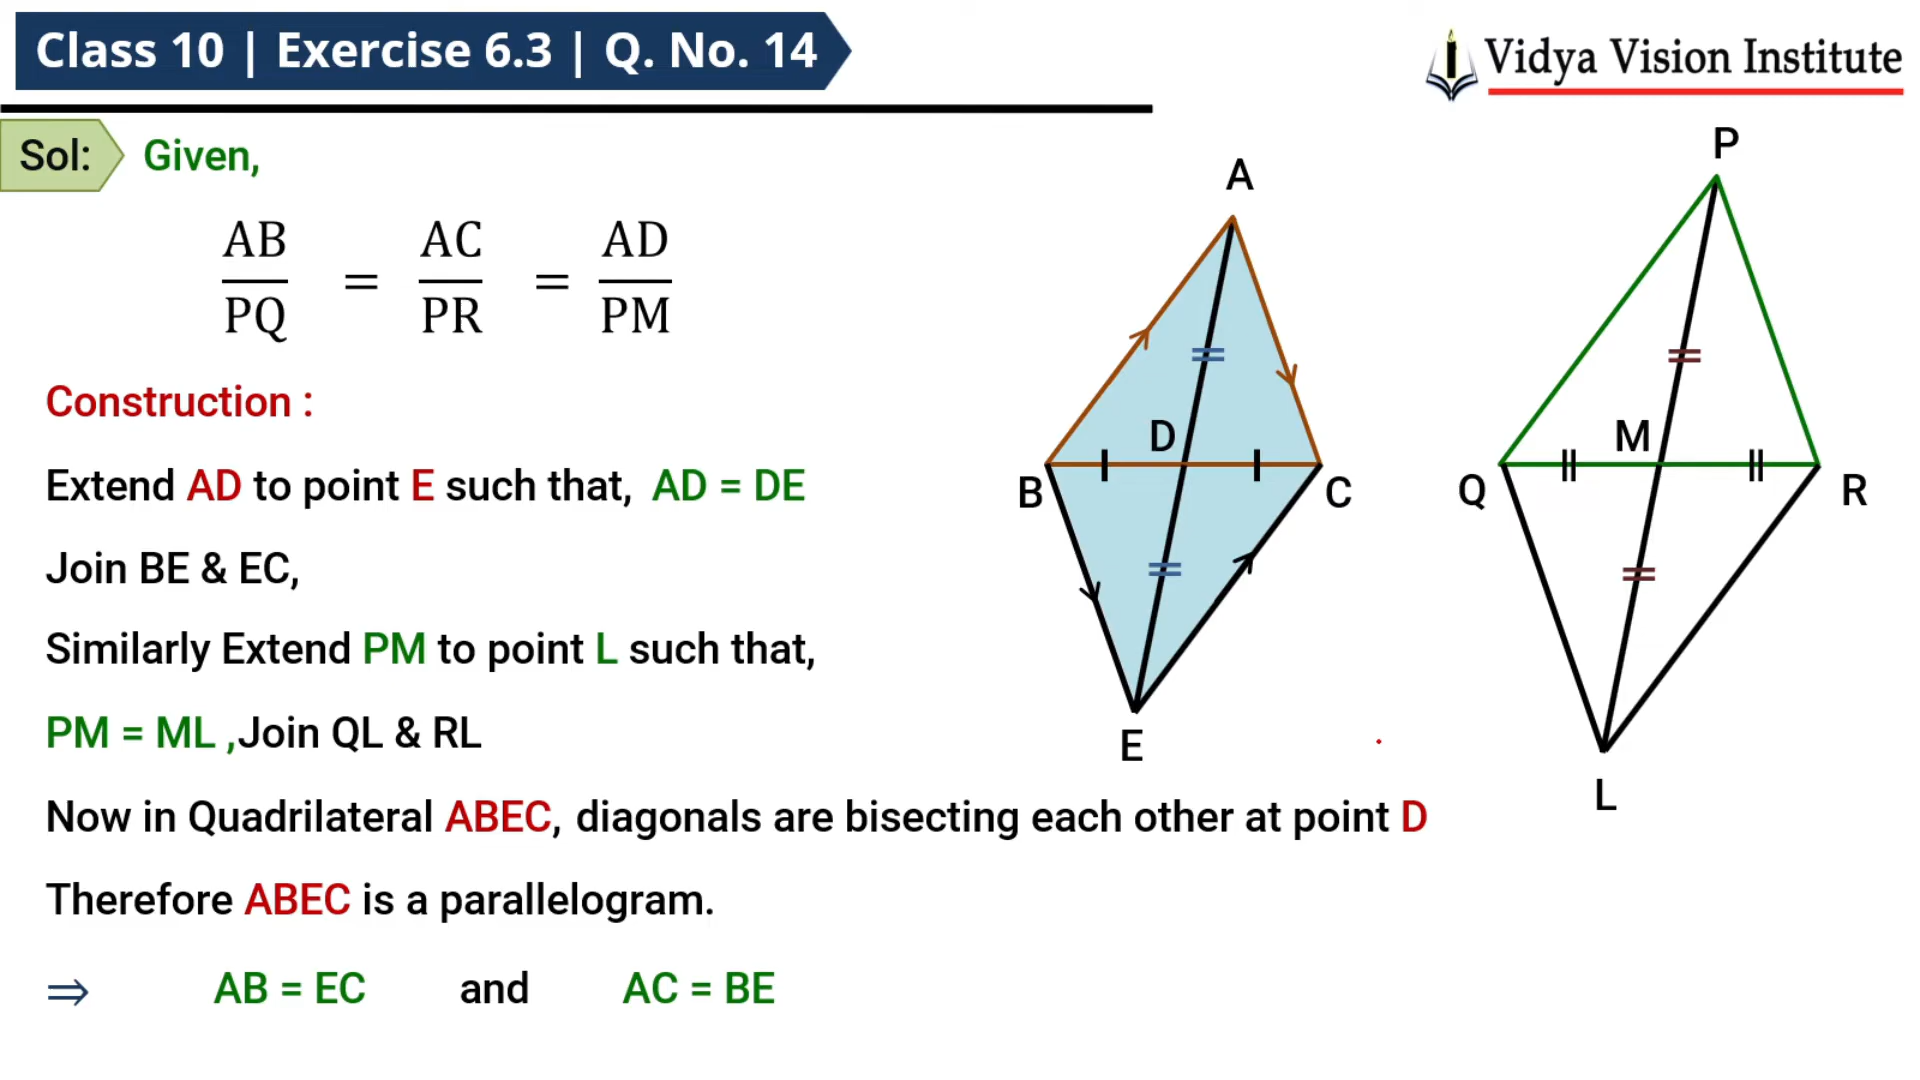 Class 10 | Exercise 6.3 | Q. No. 14
Vidya Vision Institute
Sol: Given,
AB/PQ = AC/PR = AD/PM
Construction :
Extend AD to point E such that, AD = DE
Join BE & EC,
Similarly Extend PM to point L such that,
PM = ML ,Join QL & RL
Now in Quadrilateral ABEC, diagonals are bisecting each other at point D
Therefore ABEC is a parallelogram.
⇒ AB = EC and AC = BE
A
B
D
C
E
P
Q
M
R
L